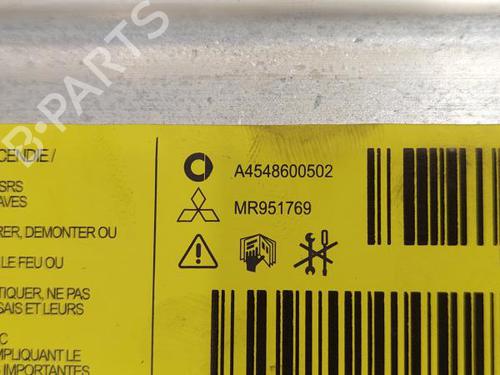 B-PARTS
CENDIE/
SRS
AVES
RER, DEMONTER OU
LE FEU OU
TIQUER, NE PAS
SAIS ET LEURS
C
MPLIQUANT LE
S IMPORTANTES
A4548600502
MR951769